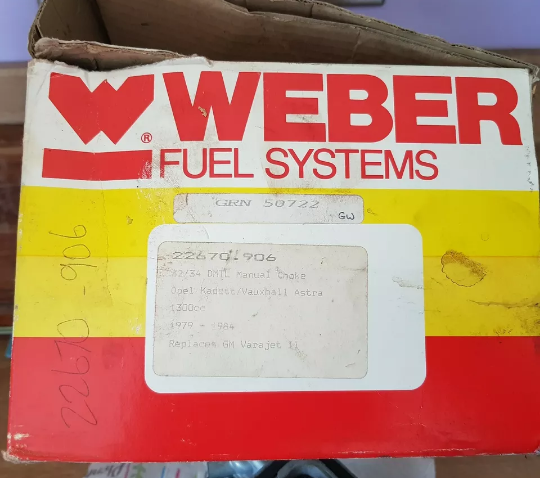 WEBER
®
FUEL SYSTEMS
GRN 50722
GW
22670.906
32/34 DMTL Manual Choke
Opel Kadett/Vauxhall Astra
1300cc
1979 - 1984
Replaces GM Varajet II
22670 - 906